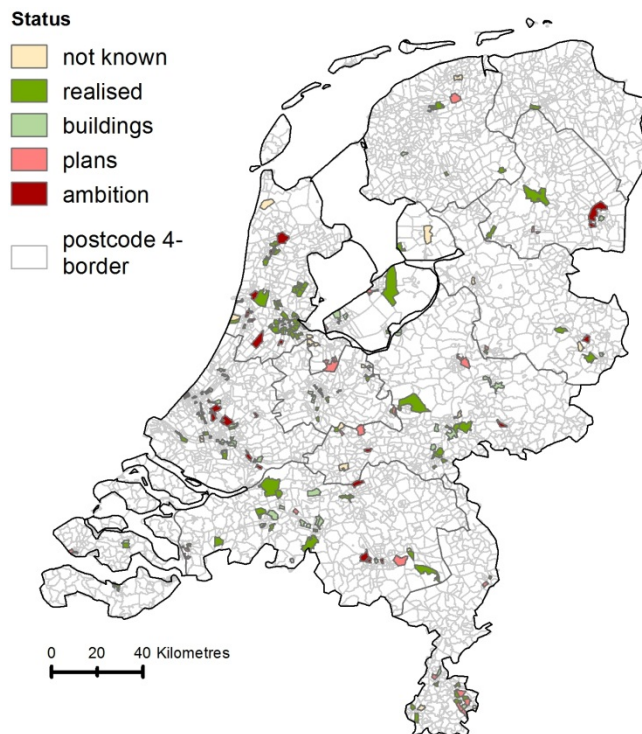 Status
not known
realised
buildings
plans
ambition
postcode 4-
border
0 20 40 Kilometres